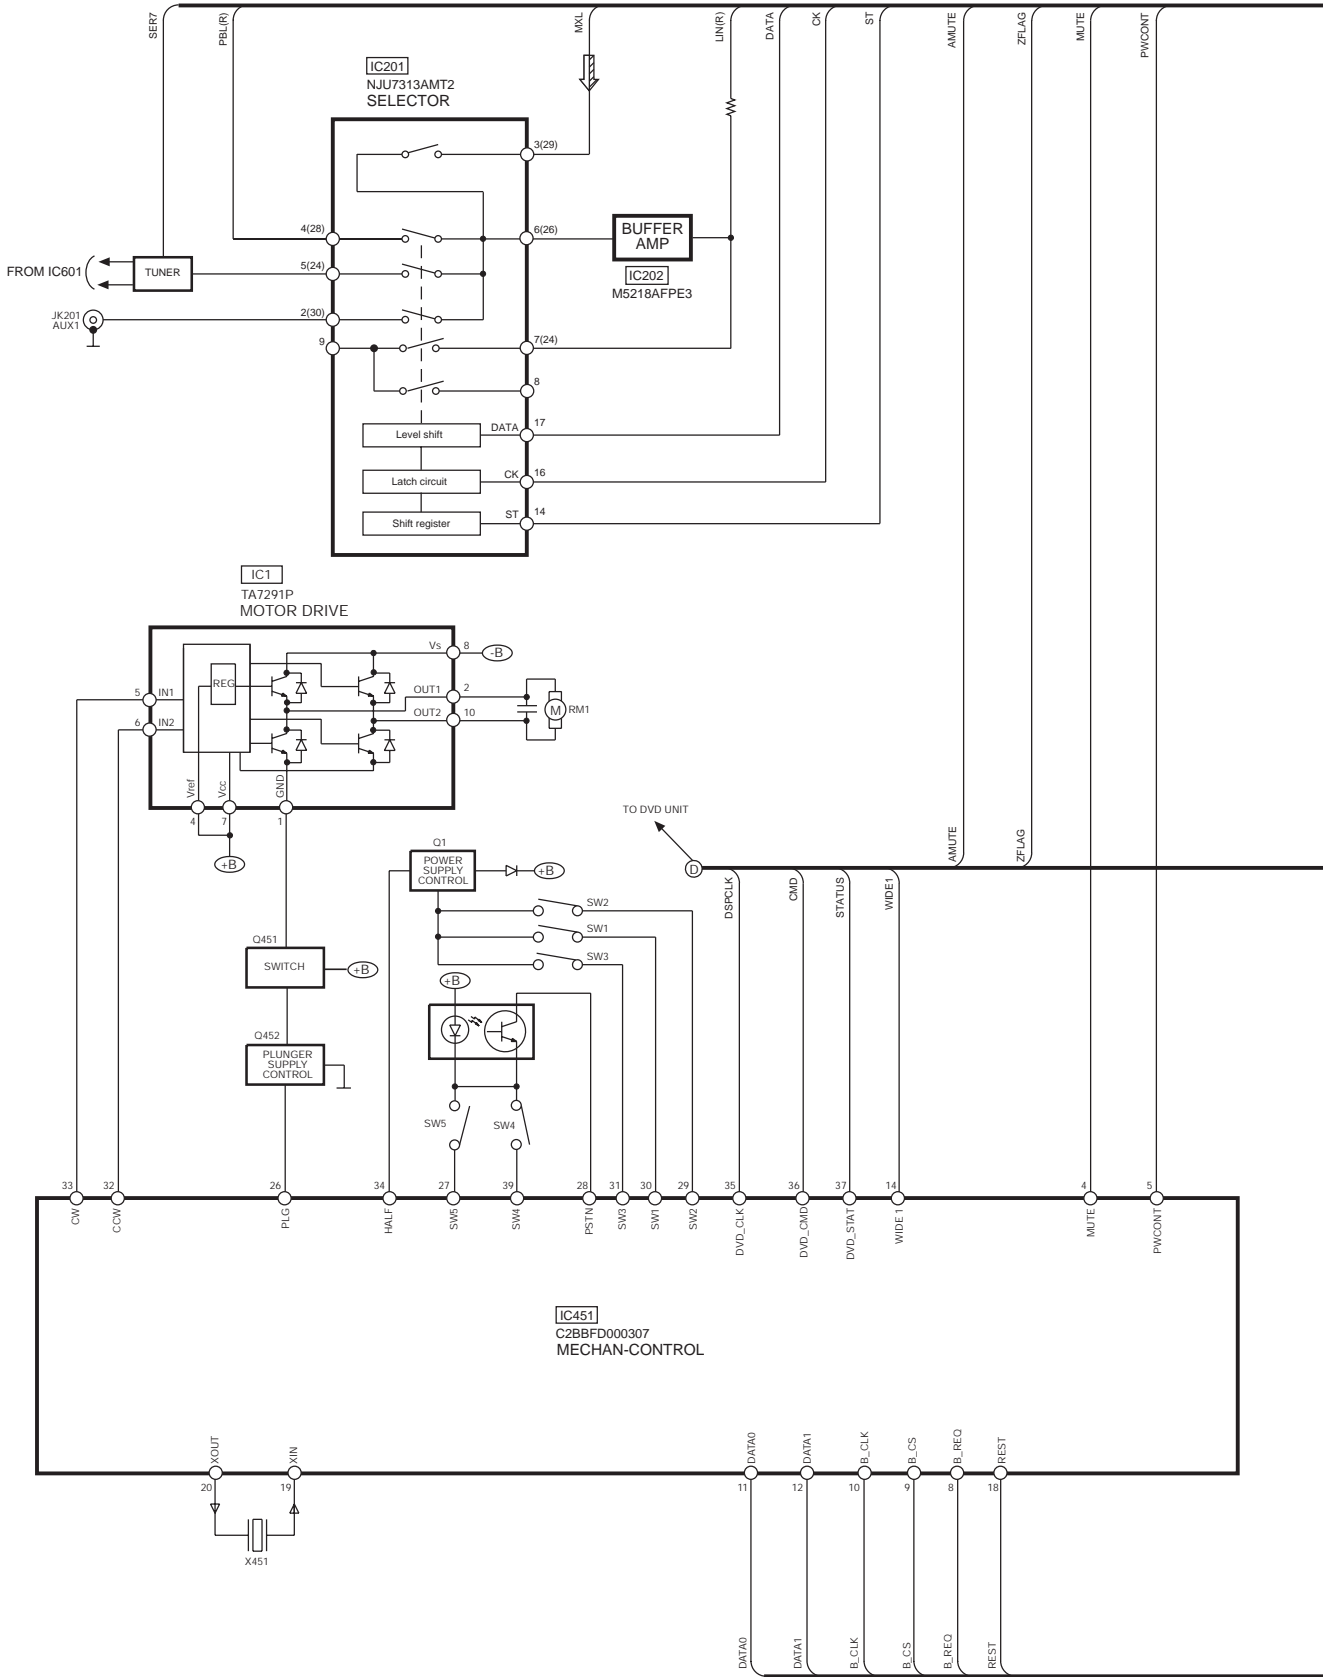 SER7
PBL(R)
MXL
LIN(R)
DATA
CK
ST
AMUTE
ZFLAG
MUTE
PWCONT
IC201
NJU7313AMT2
SELECTOR
3(29)
4(28)
6(26)
BUFFER
AMP
IC202
M5218AFPE3
FROM IC601
TUNER
5(24)
JK201
AUX1
2(30)
9
7(24)
8
Level shift
DATA
17
Latch circuit
CK
16
Shift register
ST
14
IC1
TA7291P
MOTOR DRIVE
REG
Vs
8
-B
5
IN1
OUT1
2
6
IN2
OUT2
10
M
RM1
Vref
Vcc
GND
4
7
1
+B
TO DVD UNIT
D
AMUTE
ZFLAG
Q1
POWER
SUPPLY
CONTROL
+B
DSPCLK
CMD
STATUS
WIDE1
SW2
SW1
SW3
Q451
SWITCH
+B
+B
Q452
PLUNGER
SUPPLY
CONTROL
SW5
SW4
33
32
26
34
27
39
28
31
30
29
35
36
37
14
4
5
CW
CCW
PLG
HALF
SW5
SW4
PSTN
SW3
SW1
SW2
DVD_CLK
DVD_CMD
DVD_STAT
WIDE 1
MUTE
PWCONT
IC451
C2BBFD000307
MECHAN-CONTROL
XOUT
XIN
DATA0
DATA1
B_CLK
B_CS
B_REQ
REST
20
19
11
12
10
9
8
18
X451
DATA0
DATA1
B_CLK
B_CS
B_REQ
REST